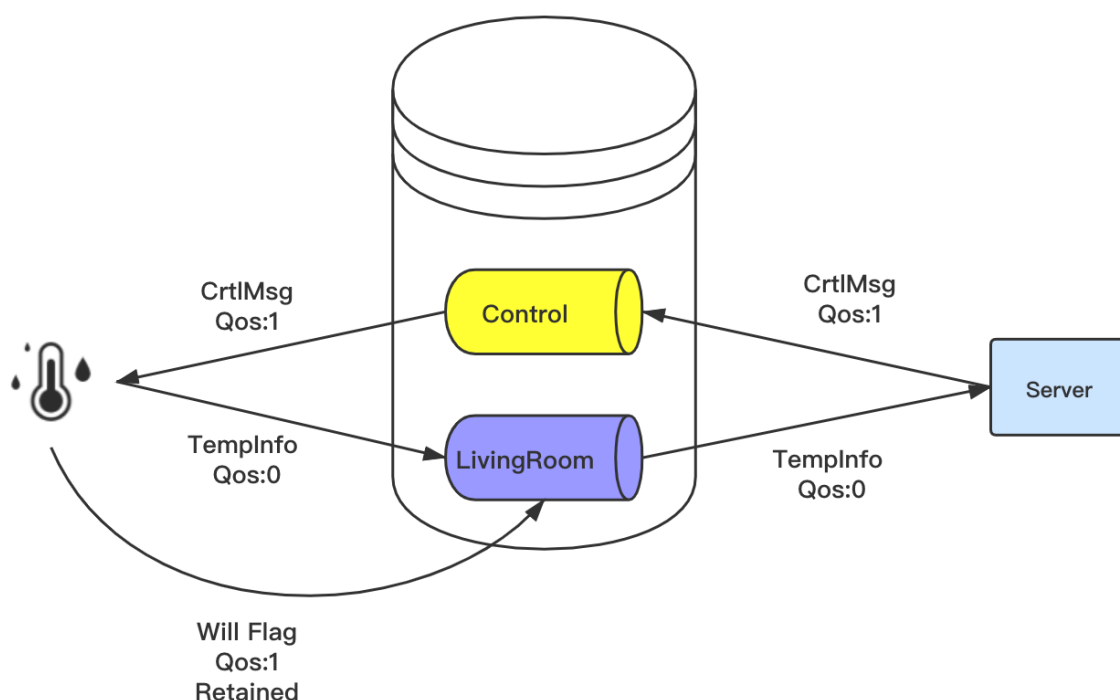 CrtlMsg
Qos:1
Control
CrtlMsg
Qos:1
Server
TempInfo
Qos:0
LivingRoom
TempInfo
Qos:0
Will Flag
Qos:1
Retained